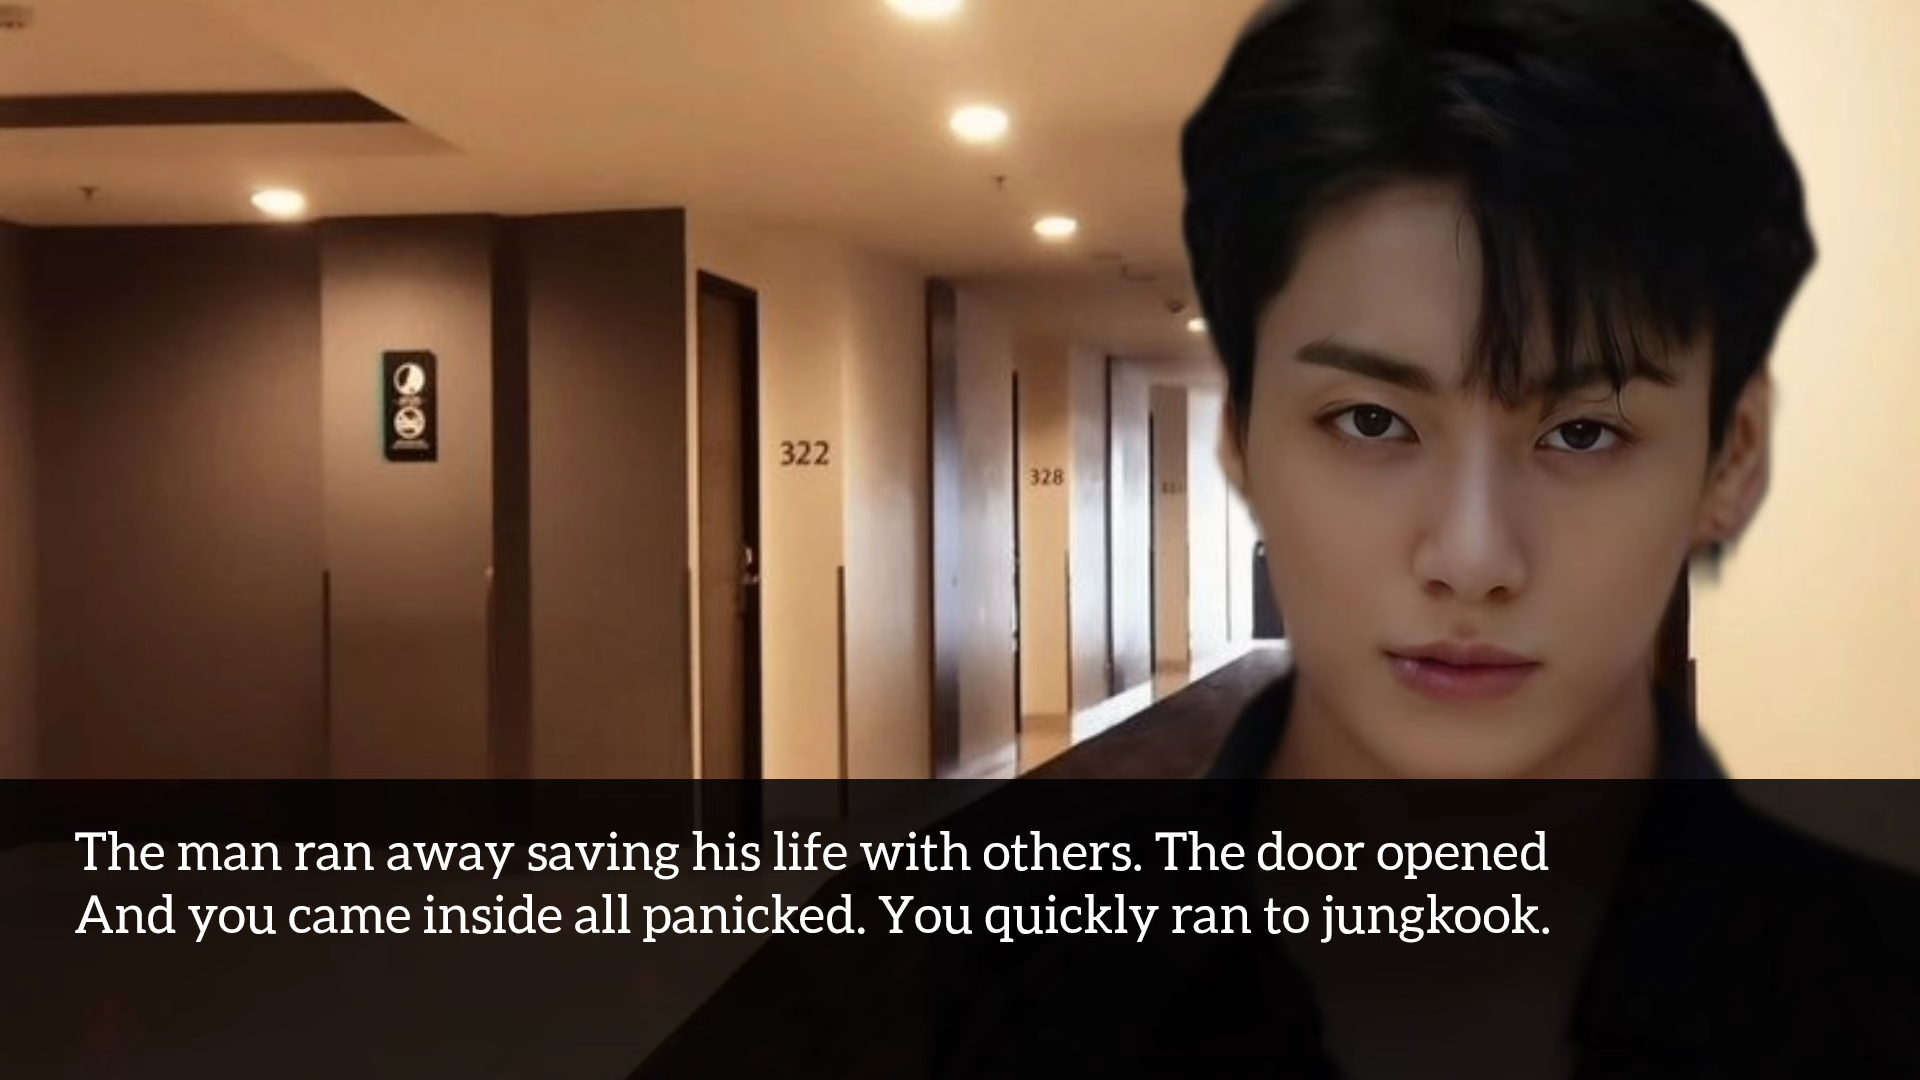 322
328
The man ran away saving his life with others. The door opened
And you came inside all panicked. You quickly ran to jungkook.